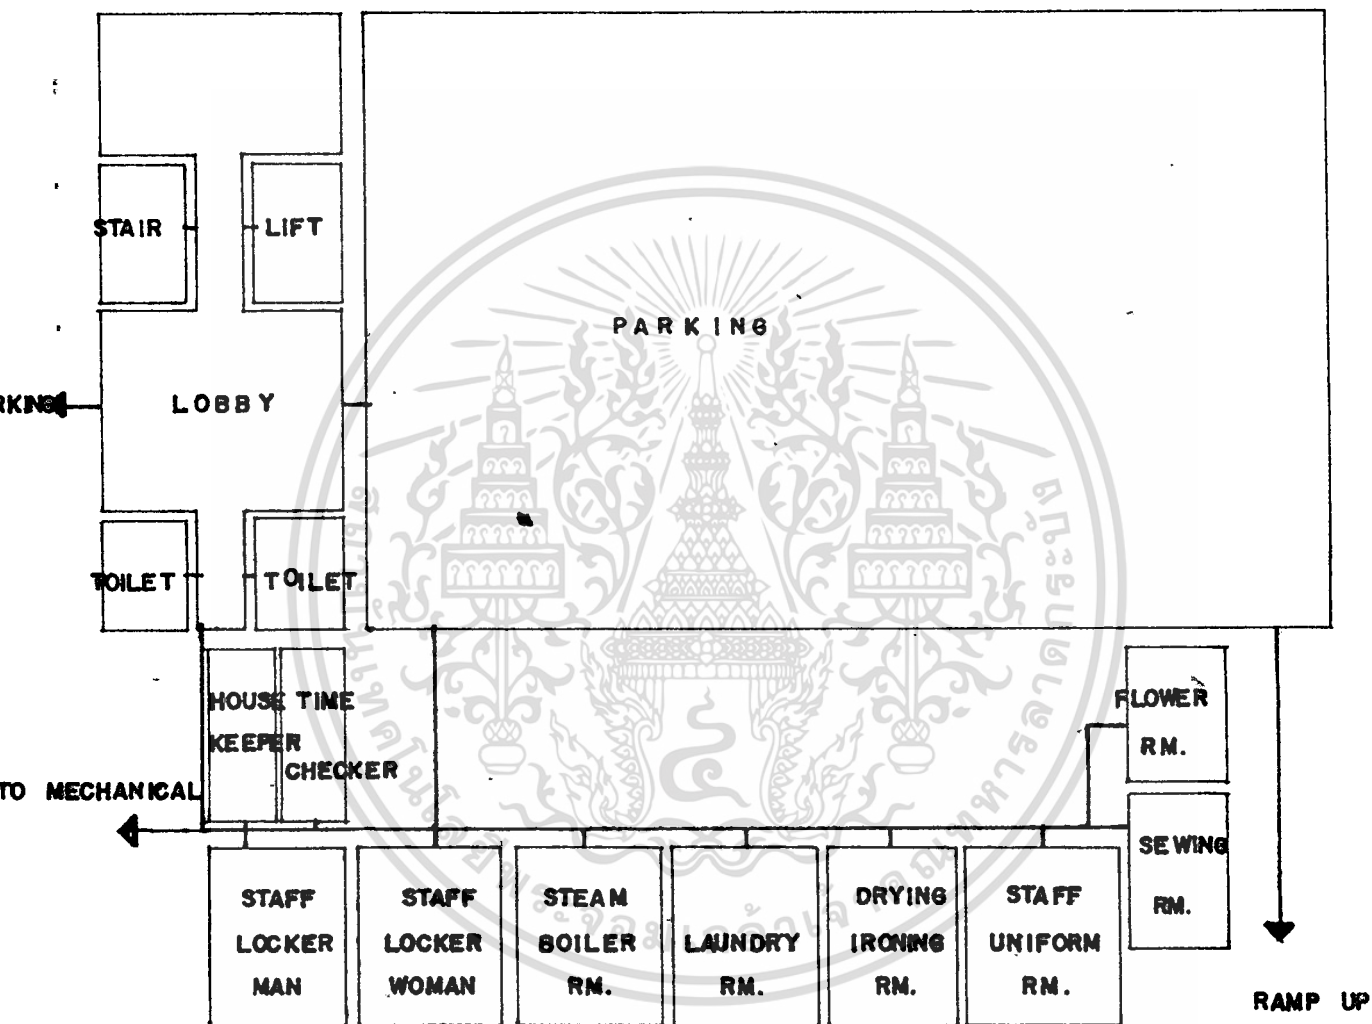 STAIR
LIFT
PARKING
RKING
LOBBY
TOILET
TOILET
HOUSE
KEEPER
TIME
CHECKER
FLOWER
RM.
TO MECHANICAL
SEWING
RM.
STAFF
LOCKER
MAN
STAFF
LOCKER
WOMAN
STEAM
BOILER
RM.
LAUNDRY
RM.
DRYING
IRONING
RM.
STAFF
UNIFORM
RM.
RAMP UP